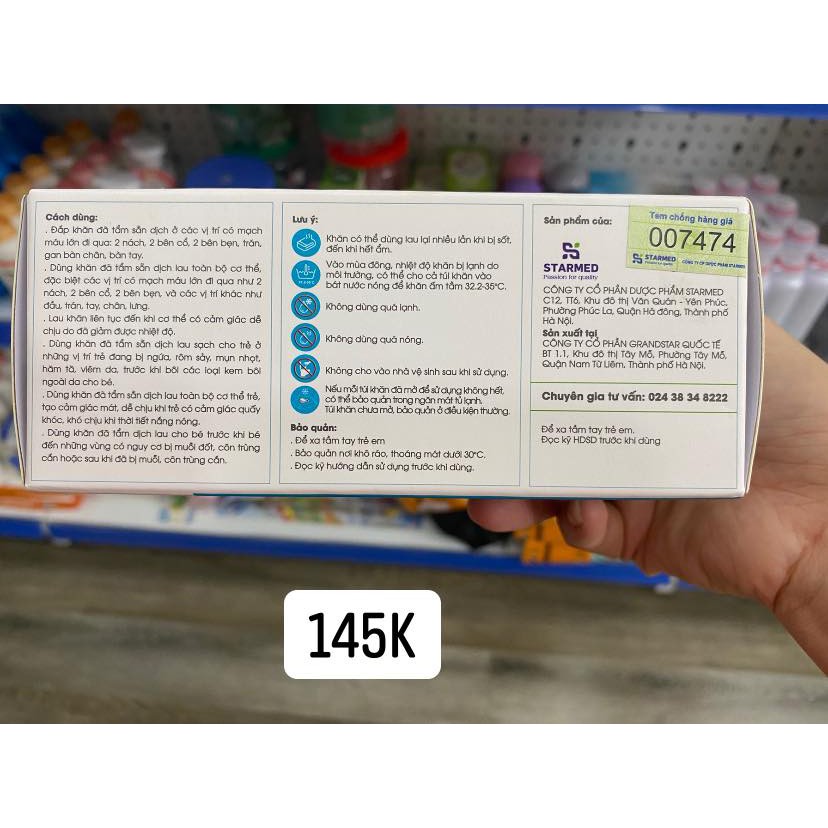 Cách dùng:
. Đắp khăn đã tẩm sẵn dịch ở các vị trí có mạch
máu lớn đi qua: 2 nách, 2 bên cổ, 2 bên bẹn, trán,
gan bàn chân, bàn tay.
. Dùng khăn đã tẩm sẵn dịch lau toàn bộ cơ thể,
đặc biệt các vị trí có mạch máu lớn đi qua như 2
nách, 2 bên cổ, 2 bên bẹn, và các vị trí khác như
đầu, trán, tay, chân, lưng.
. Lau khăn liên tục đến khi cơ thể có cảm giác dễ
chịu do đã giảm được nhiệt độ.
. Dùng khăn đã tẩm sẵn dịch lau sạch cho trẻ ở
những vị trí trẻ đang bị ngứa, rôm sảy, mụn nhọt,
hăm tã, viêm da, trước khi bôi các loại kem bôi
ngoài da cho bé.
. Dùng khăn đã tẩm sẵn dịch lau toàn bộ cơ thể trẻ,
tạo cảm giác mát, dễ chịu khi trẻ có cảm giác quấy
khóc, khó chịu khi thời tiết nắng nóng.
. Dùng khăn đã tẩm dịch lau cho bé trước khi bé
đến những vùng có nguy cơ bị muỗi đốt, côn trùng
cắn hoặc sau khi đã bị muỗi, côn trùng cắn.
Lưu ý:
Khăn có thể dùng lau lại nhiều lần khi bị sốt,
đến khi hết ẩm.
Vào mùa đông, nhiệt độ khăn bị lạnh do
môi trường, có thể cho cả túi khăn vào
bát nước nóng để khăn ấm tầm 32.2-35°C.
Không dùng quá lạnh.
Không dùng quá nóng.
Không cho vào nhà vệ sinh sau khi sử dụng.
Nếu mỗi túi khăn đã mở để sử dụng không hết,
có thể bảo quản trong ngăn mát tủ lạnh.
Túi khăn chưa mở, bảo quản ở điều kiện thường.
Bảo quản:
. Để xa tầm tay trẻ em
. Bảo quản nơi khô ráo, thoáng mát dưới 30°C.
. Đọc kỹ hướng dẫn sử dụng trước khi dùng.
Sản phẩm của:
Tem chống hàng giả
007474
STARMED
CÔNG TY CP DƯỢC PHẨM STARMED
STARMED
Passion for quality
CÔNG TY CỔ PHẦN DƯỢC PHẨM STARMED
C12, TT6, Khu đô thị Văn Quán - Yên Phúc,
Phường Phúc La, Quận Hà đông, Thành phố
Hà Nội.
Sản xuất tại
CÔNG TY CỔ PHẦN GRANDSTAR QUỐC TẾ
BT 1.1, Khu đô thị Tây Mỗ, Phường Tây Mỗ,
Quận Nam Từ Liêm, Thành phố Hà Nội.
Chuyên gia tư vấn: 024 38 34 8222
Để xa tầm tay trẻ em.
Đọc kỹ HDSD trước khi dùng
145K